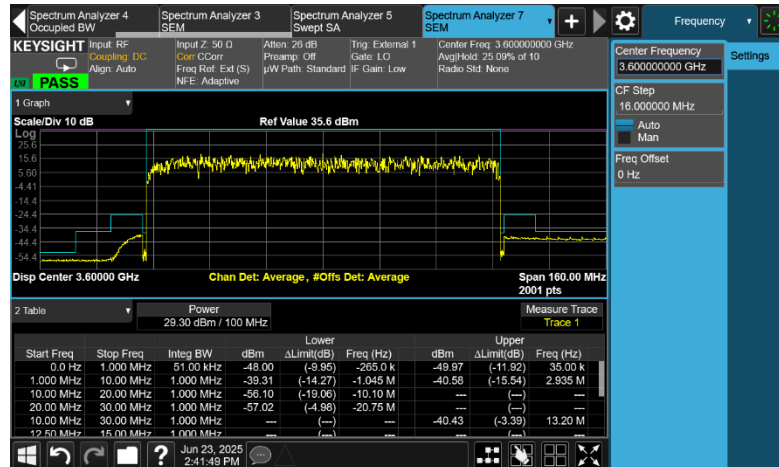 Spectrum Analyzer 4 Occupied BW
Spectrum Analyzer 3 SEM
Spectrum Analyzer 5 Swept SA
Spectrum Analyzer 7 SEM
Frequency
KEYSIGHT
LXI PASS
Input: RF
Coupling: DC
Align: Auto
Input Z: 50 Ω
Corr CCorr
Freq Ref: Ext (S)
NFE: Adaptive
Atten: 26 dB
Preamp: Off
µW Path: Standard
Trig: External 1
Gate: LO
IF Gain: Low
Center Freq: 3.600000000 GHz
Avg|Hold: 25.09% of 10
Radio Std: None
Center Frequency
3.600000000 GHz
Settings
CF Step
16.000000 MHz
Auto
Man
Freq Offset
0 Hz
1 Graph
Scale/Div 10 dB
Ref Value 35.6 dBm
Log
25.6
15.6
5.60
-4.41
-14.4
-24.4
-34.4
-44.4
-54.4
Disp Center 3.60000 GHz
Chan Det: Average, #Offs Det: Average
Span 160.00 MHz
2001 pts
2 Table
Power
29.30 dBm / 100 MHz
Measure Trace
Trace 1
Lower Upper
Start Freq Stop Freq Integ BW dBm ΔLimit(dB) Freq (Hz) dBm ΔLimit(dB) Freq (Hz)
0.0 Hz 1.000 MHz 51.00 kHz -48.00 (-9.95) -265.0 k -49.97 (-11.92) 35.00 k
1.000 MHz 10.00 MHz 1.000 MHz -39.31 (-14.27) -1.045 M -40.58 (-15.54) 2.935 M
10.00 MHz 20.00 MHz 1.000 MHz -56.10 (-19.06) -10.10 M --- (---)
20.00 MHz 30.00 MHz 1.000 MHz -57.02 (-4.98) -20.75 M --- (---)
10.00 MHz 30.00 MHz 1.000 MHz --- (---) -40.43 (-3.39) 13.20 M
12.50 MHz 15.00 MHz 1.000 MHz --- (---) --- (---)
Jun 23, 2025
2:41:49 PM